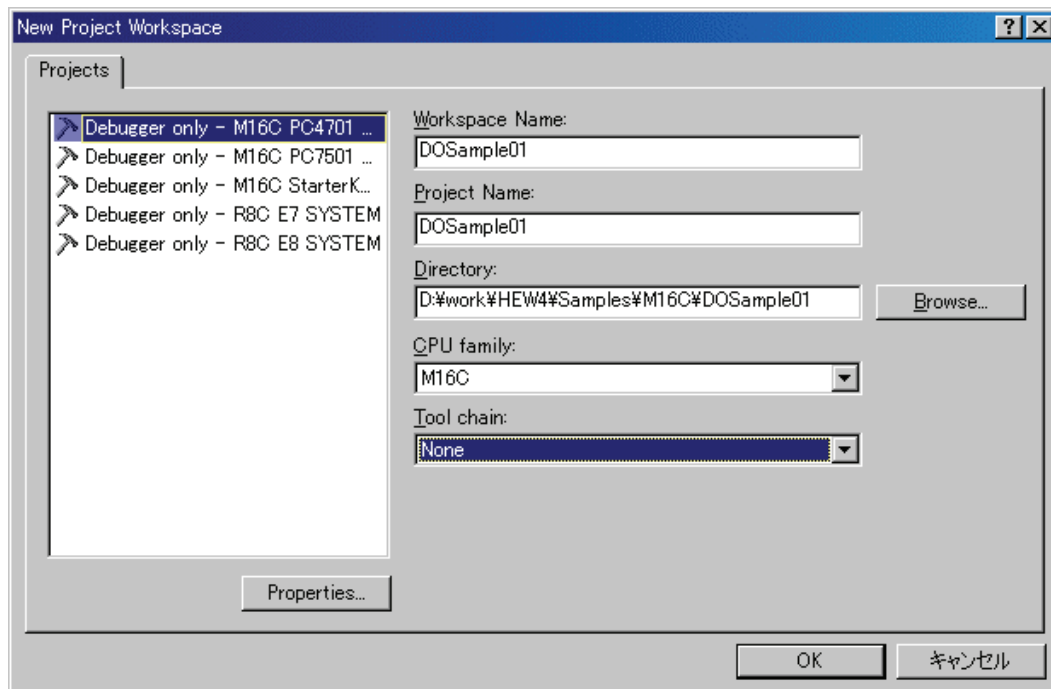 New Project Workspace
Projects
Debugger only - M16C PC4701 ...
Debugger only - M16C PC7501 ...
Debugger only - M16C StarterK...
Debugger only - R8C E7 SYSTEM
Debugger only - R8C E8 SYSTEM
Properties...
Workspace Name:
DOSample01
Project Name:
DOSample01
Directory:
D:¥work¥HEW4¥Samples¥M16C¥DOSample01
Browse...
CPU family:
M16C
Tool chain:
None
OK
キャンセル